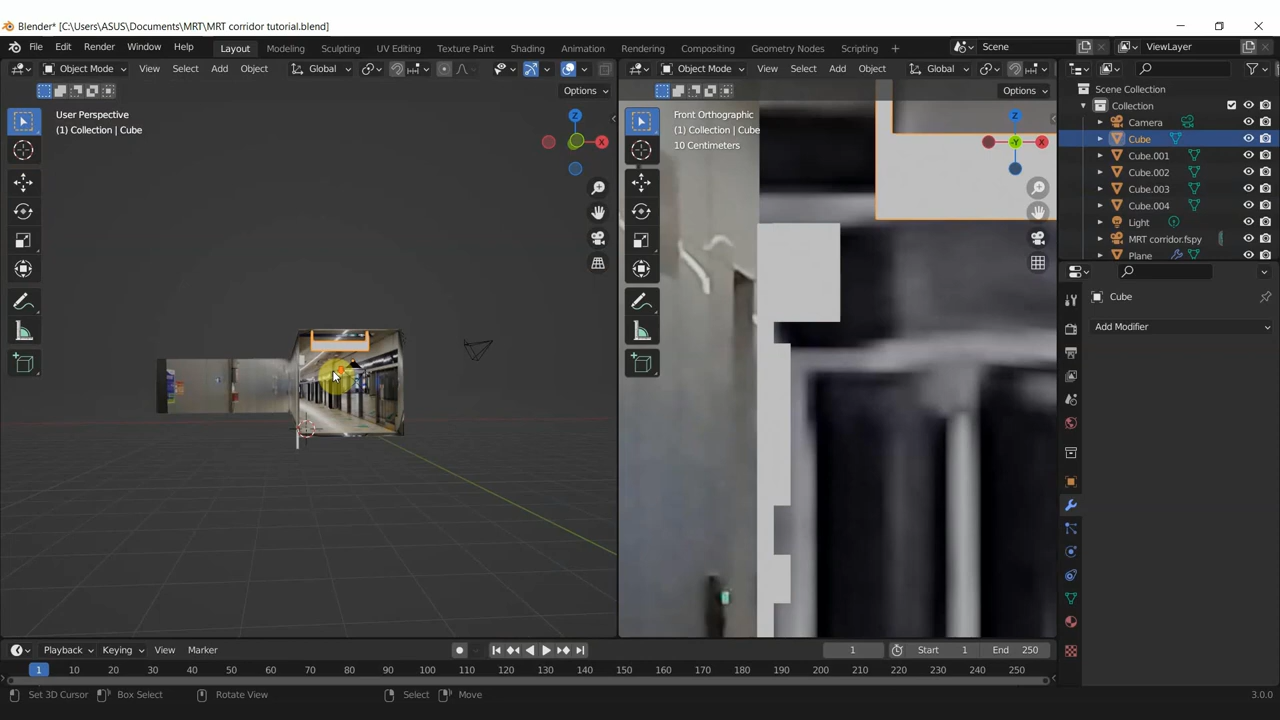 Blender* [C:\Users\ASUS\Documents\MRT\MRT corridor tutorial.blend]
File Edit Render Window Help Layout Modeling Sculpting UV Editing Texture Paint Shading Animation Rendering Compositing Geometry Nodes Scripting + Scene ViewLayer
Object Mode View Select Add Object Global Object Mode View Select Add Object Global
Options Options
User Perspective
(1) Collection | Cube
Z
X
Front Orthographic
(1) Collection | Cube
10 Centimeters
Z
-Y
X
Scene Collection
Collection
Camera
Cube
Cube.001
Cube.002
Cube.003
Cube.004
Light
MRT corridor.fspy
Plane
Cube
Add Modifier
Playback Keying View Marker 1 Start 1 End 250
1 10 20 30 40 50 60 70 80 90 100 110 120 130 140 150 160 170 180 190 200 210 220 230 240 250
Set 3D Cursor Box Select Rotate View Select Move 3.0.0